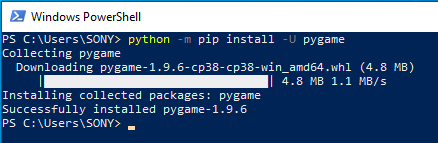 Windows PowerShell
PS C:\Users\SONY> python -m pip install -U pygame
Collecting pygame
  Downloading pygame-1.9.6-cp38-cp38-win_amd64.whl (4.8 MB)
     |████████████████████████████████| 4.8 MB 1.1 MB/s
Installing collected packages: pygame
Successfully installed pygame-1.9.6
PS C:\Users\SONY>